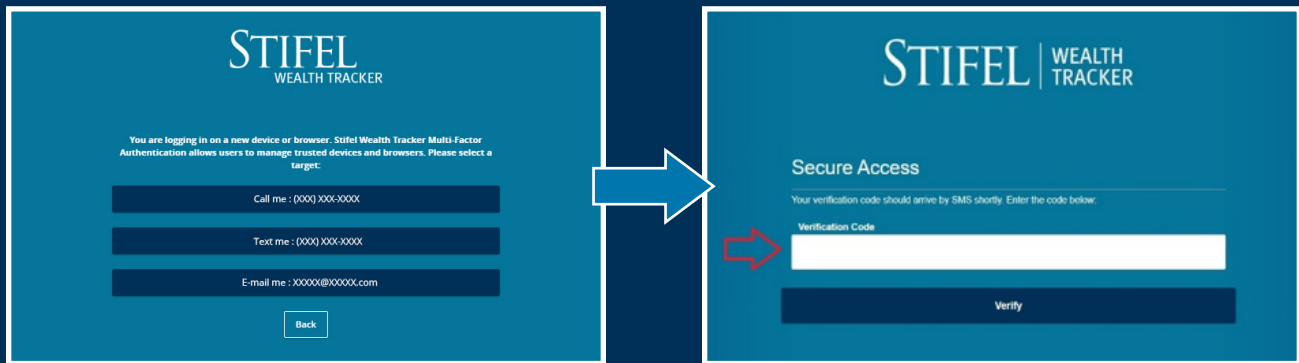 STIFEL
WEALTH TRACKER
You are logging in on a new device or browser. Stifel Wealth Tracker Multi-Factor
Authentication allows users to manage trusted devices and browsers. Please select a
target:
Call me : (XXX) XXX-XXXX
Text me : (XXX) XXX-XXXX
E-mail me : XXXXX@XXXXX.com
Back
STIFEL | WEALTH
TRACKER
Secure Access
Your verification code should arrive by SMS shortly. Enter the code below:
Verification Code
Verify